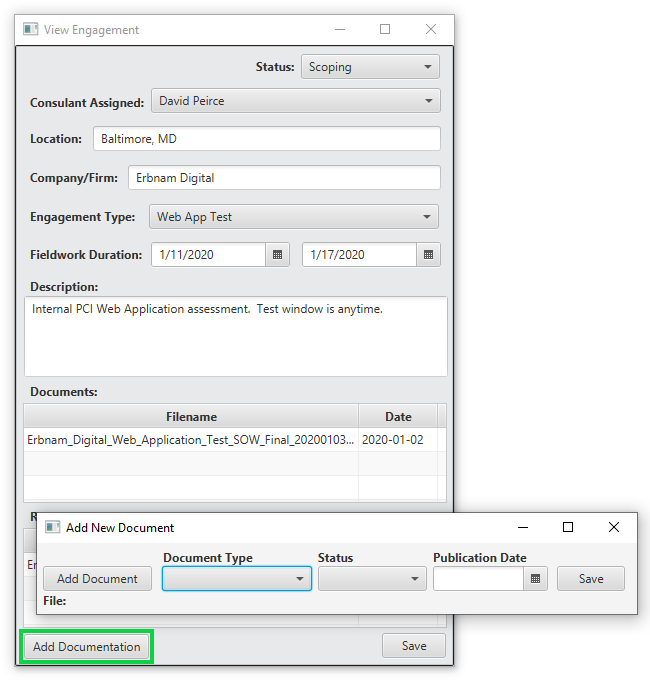 View Engagement
Status: Scoping
Consulant Assigned: David Peirce
Location: Baltimore, MD
Company/Firm: Erbnam Digital
Engagement Type: Web App Test
Fieldwork Duration: 1/11/2020 1/17/2020
Description:
Internal PCI Web Application assessment. Test window is anytime.
Documents:
Filename Date
Erbnam_Digital_Web_Application_Test_SOW_Final_20200103... 2020-01-02
Add New Document
Document Type Status Publication Date
Add Document Save
File:
Add Documentation Save